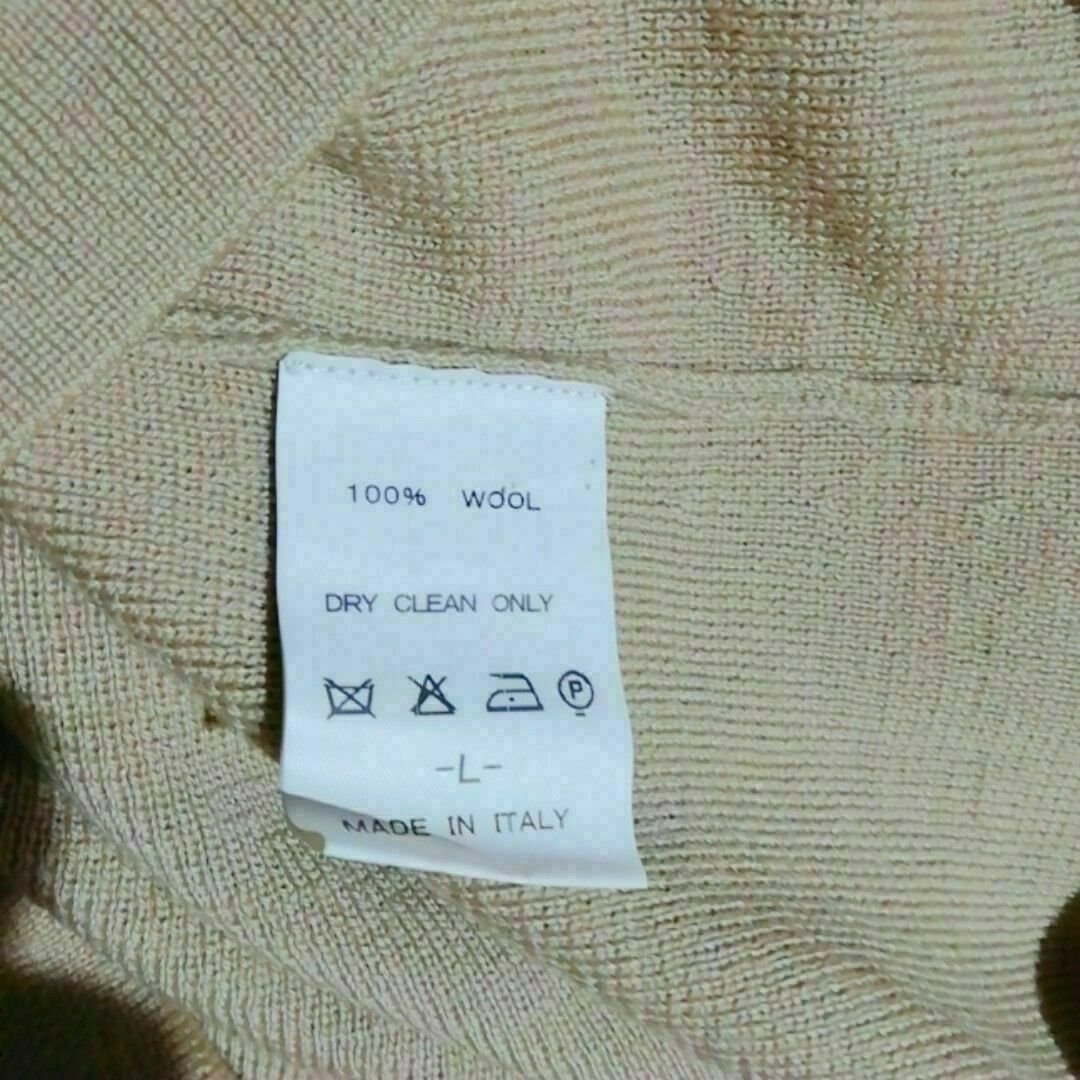 100% WOOL
DRY CLEAN ONLY
P
-L-
MADE IN ITALY